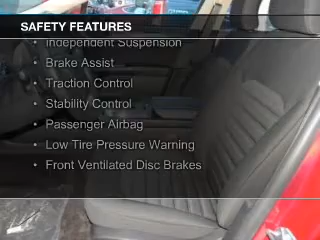 SAFETY FEATURES
• Independent Suspension
• Brake Assist
• Traction Control
• Stability Control
• Passenger Airbag
• Low Tire Pressure Warning
• Front Ventilated Disc Brakes